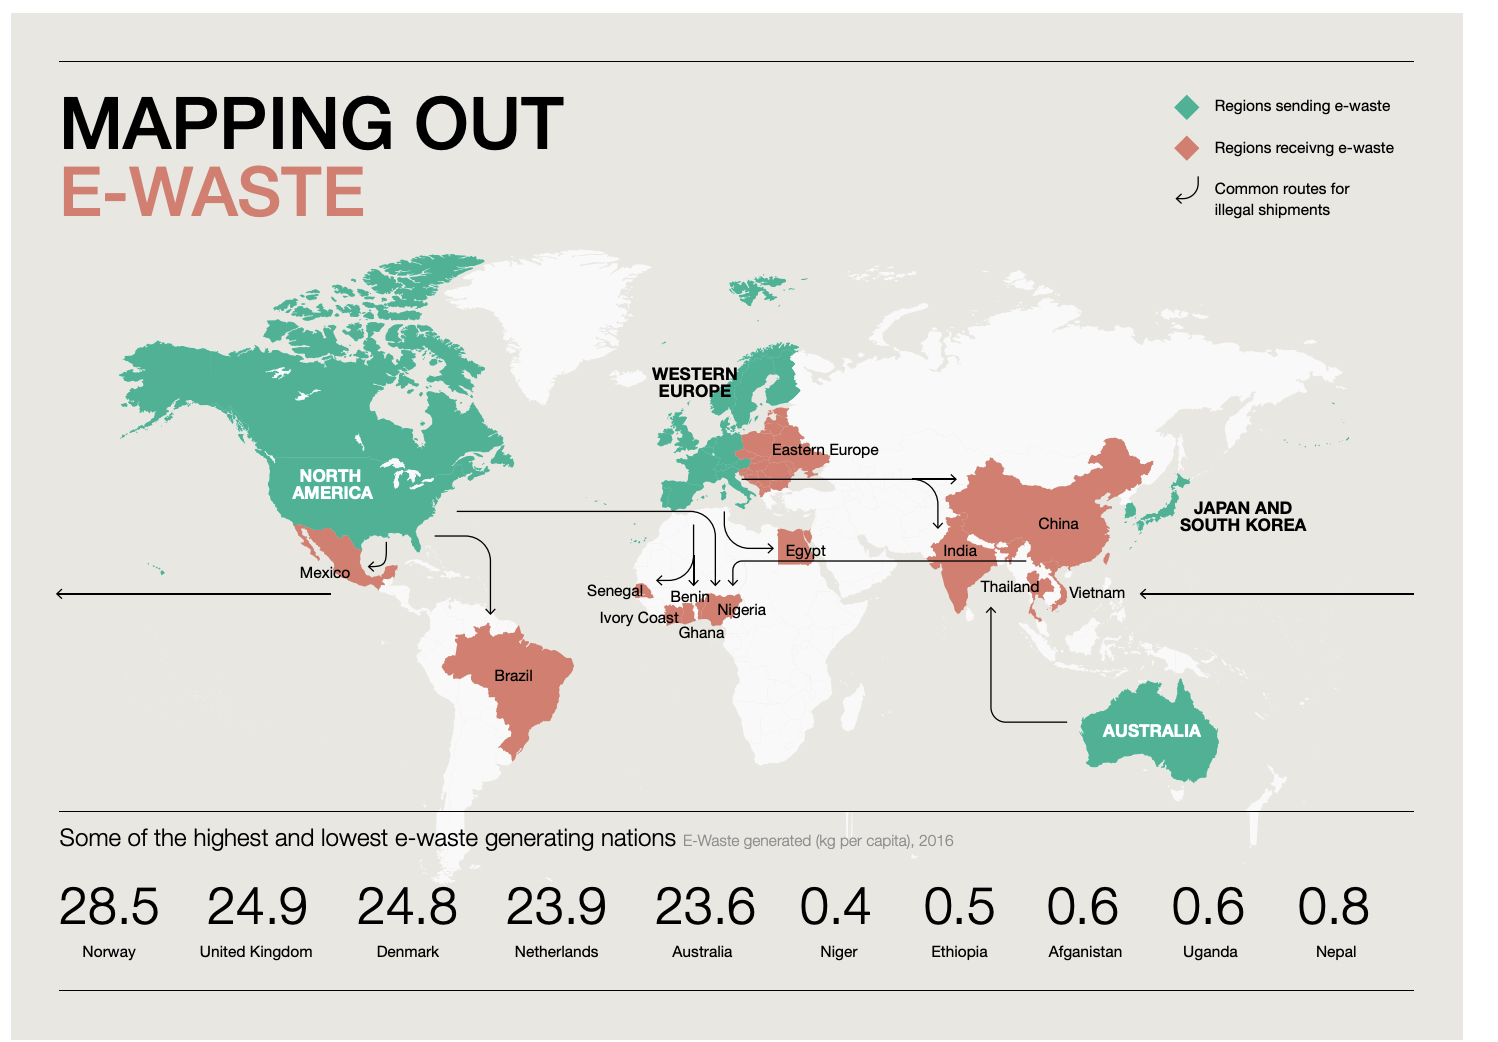 MAPPING OUT
E-WASTE
Regions sending e-waste
Regions receivng e-waste
Common routes for
illegal shipments
WESTERN
EUROPE
Eastern Europe
NORTH
AMERICA
JAPAN AND
SOUTH KOREA
China
Egypt
India
Mexico
Senegal
Benin
Thailand
Vietnam
Ivory Coast
Nigeria
Ghana
Brazil
AUSTRALIA
Some of the highest and lowest e-waste generating nations E-Waste generated (kg per capita), 2016
28.5 24.9 24.8 23.9 23.6 0.4 0.5 0.6 0.6 0.8
Norway United Kingdom Denmark Netherlands Australia Niger Ethiopia Afganistan Uganda Nepal